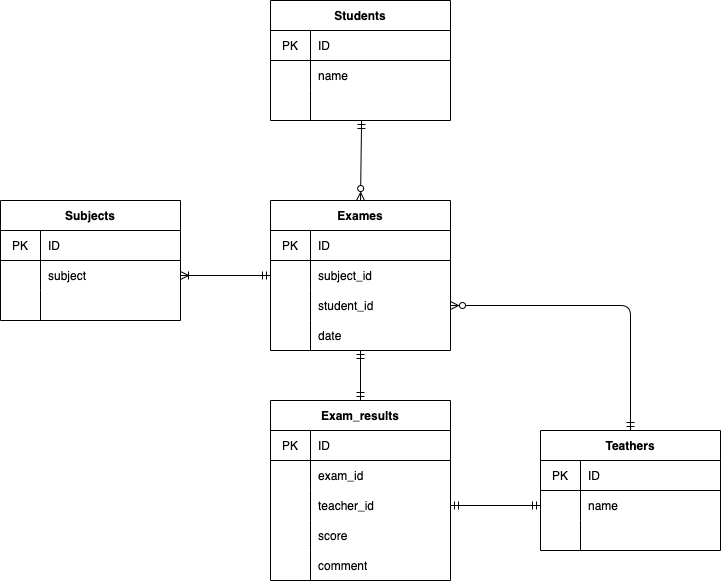 Students
PK ID
name
Subjects
PK ID
subject
Exames
PK ID
subject_id
student_id
date
Exam_results
PK ID
exam_id
teacher_id
score
comment
Teathers
PK ID
name